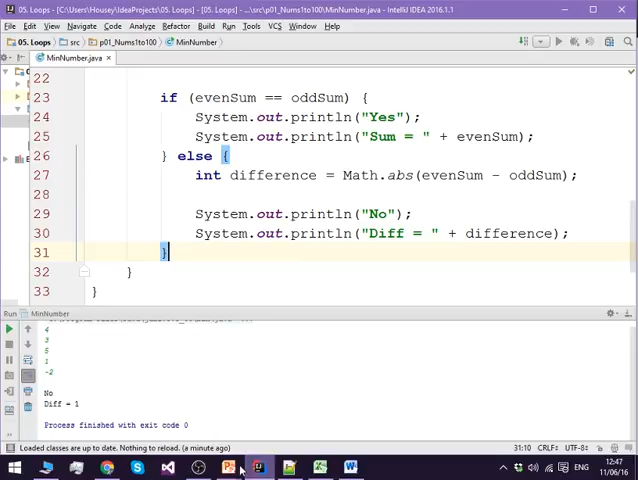 05. Loops - [C:\Users\Housey\IdeaProjects\05. Loops] - [05. Loops] - ...\src\p01_Nums1to100\MinNumber.java - IntelliJ IDEA 2016.1.1
File Edit View Navigate Code Analyze Refactor Build Run Tools VCS Window Help
05. Loops src p01_Nums1to100 MinNumber
MinNumber.java
22
23 if (evenSum == oddSum) {
24 System.out.println("Yes");
25 System.out.println("Sum = " + evenSum);
26 } else {
27 int difference = Math.abs(evenSum - oddSum);
28
29 System.out.println("No");
30 System.out.println("Diff = " + difference);
31 }
32 }
33 }
Run MinNumber
4
3
5
1
-2
No
Diff = 1
Process finished with exit code 0
Loaded classes are up to date. Nothing to reload. (a minute ago)
31:10 CRLF÷ UTF-8÷
ENG
12:47
11/06/16